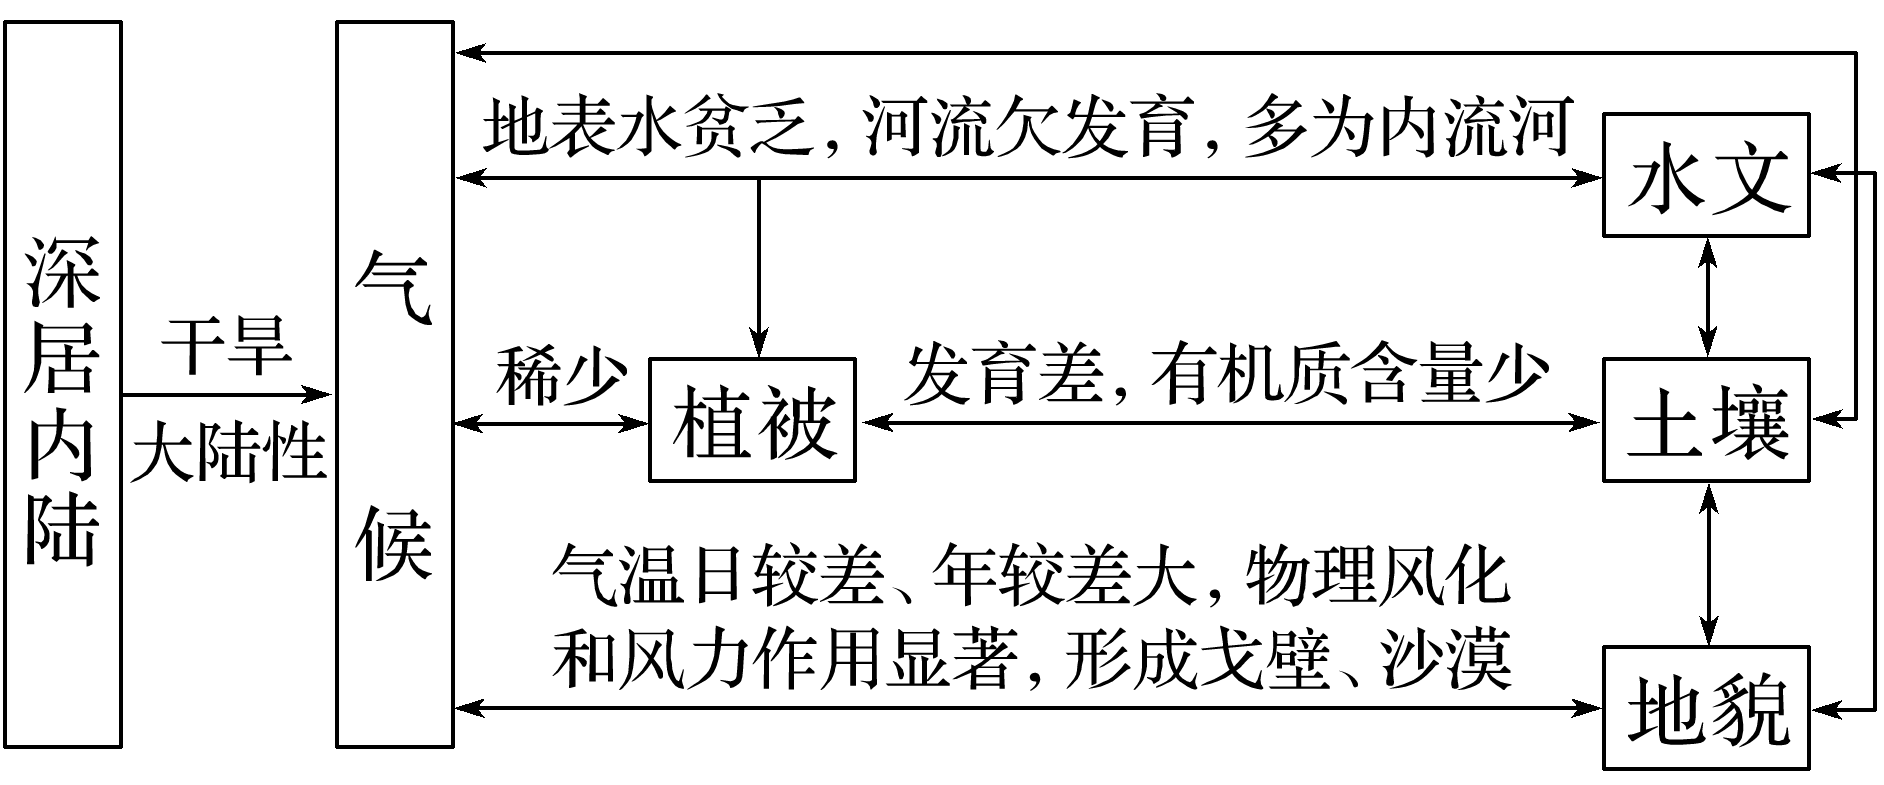 深居内陆
干旱
大陆性
气候
地表水贫乏,河流欠发育,多为内流河
水文
稀少
植被
发育差,有机质含量少
土壤
气温日较差、年较差大,物理风化
和风力作用显著,形成戈壁、沙漠
地貌